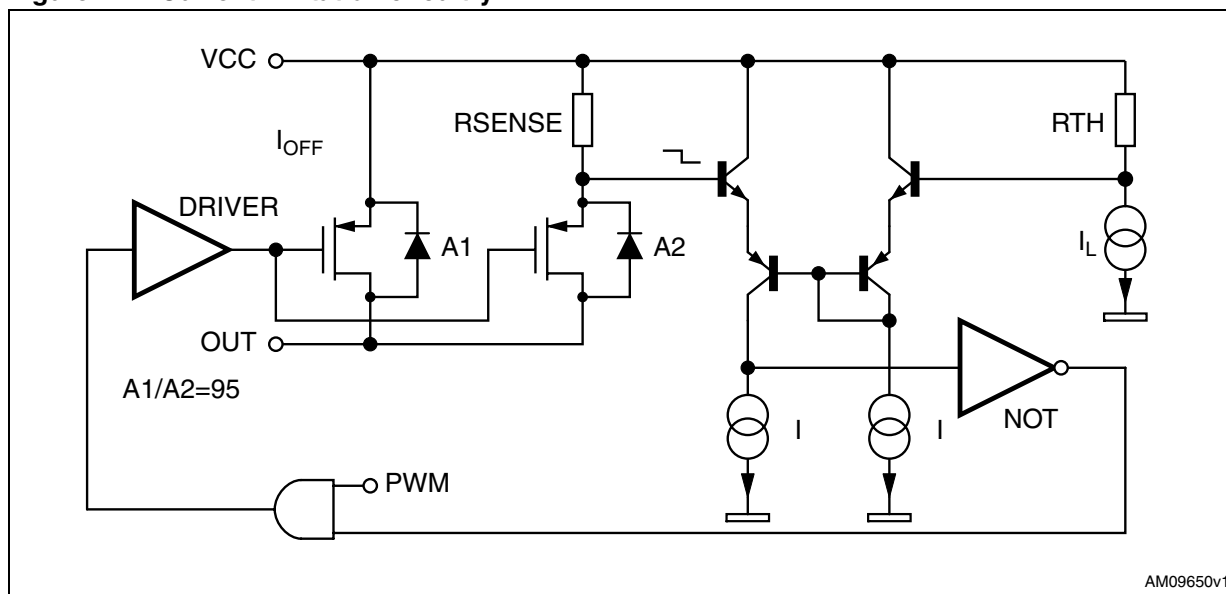 VCC
RSENSE
RTH
I_OFF
DRIVER
A1
A2
I_L
OUT
A1/A2=95
I
I
NOT
PWM
AM09650v1